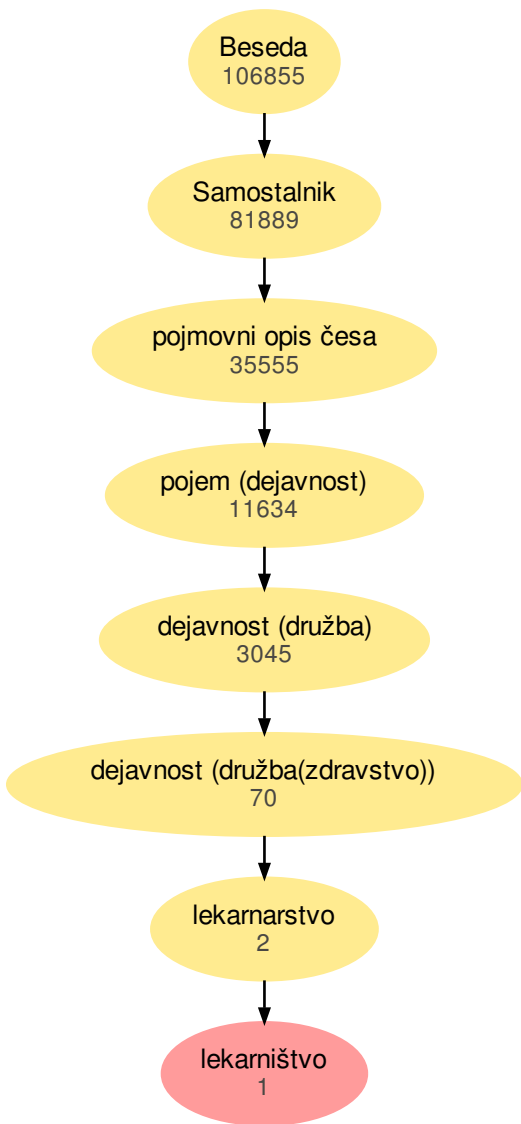 Beseda
106855
Samostalnik
81889
pojmovni opis česa
35555
pojem (dejavnost)
11634
dejavnost (družba)
3045
dejavnost (družba(zdravstvo))
70
lekarnarstvo
2
lekarništvo
1